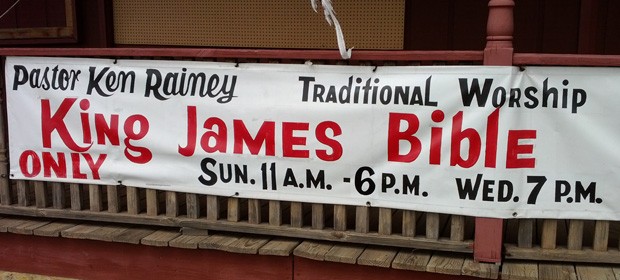 Pastor Ken Rainey Traditional Worship
King James Bible
ONLY Sun. 11 A.M. - 6 P.M. Wed. 7 P.M.